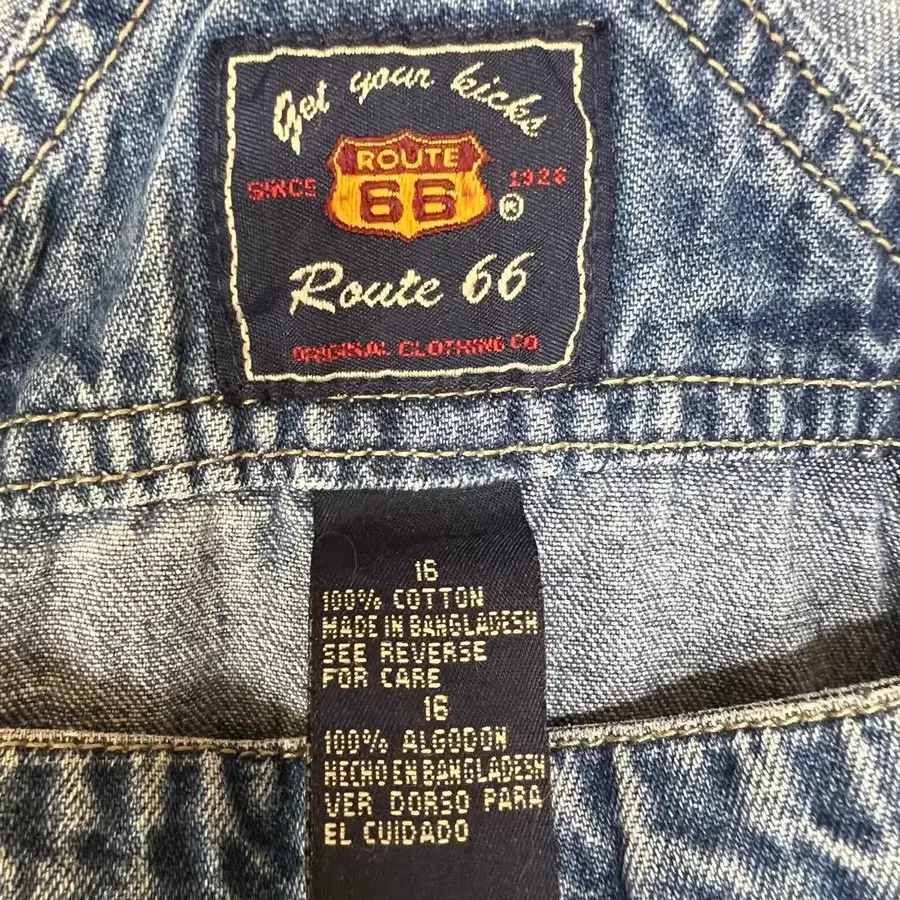 Get your kicks
ROUTE
SINCE 66 1926
®
Route 66
ORIGINAL CLOTHING CO
16
100% COTTON
MADE IN BANGLADESH
SEE REVERSE
FOR CARE
16
100% ALGODON
HECHO EN BANGLADESH
VER DORSO PARA
EL CUIDADO